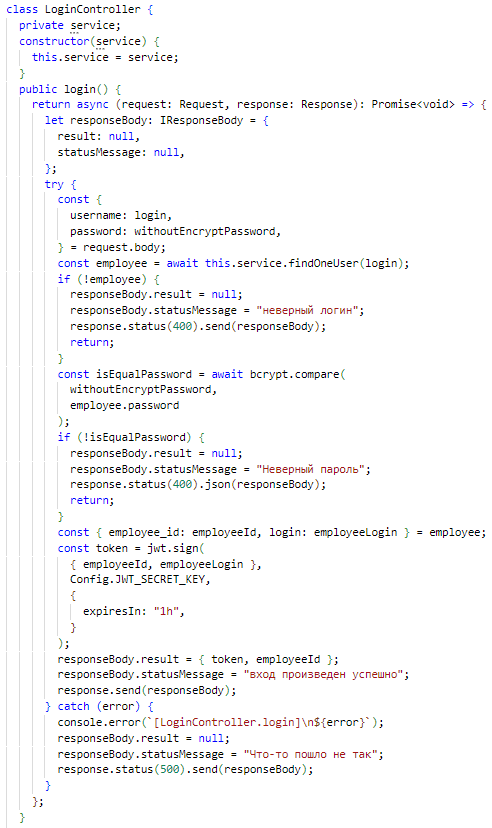 class LoginController {
  private service;
  constructor(service) {
    this.service = service;
  }
  public login() {
    return async (request: Request, response: Response): Promise<void> => {
      let responseBody: IResponseBody = {
        result: null,
        statusMessage: null,
      };
      try {
        const {
          username: login,
          password: withoutEncryptPassword,
        } = request.body;
        const employee = await this.service.findOneUser(login);
        if (!employee) {
          responseBody.result = null;
          responseBody.statusMessage = "неверный логин";
          response.status(400).send(responseBody);
          return;
        }
        const isEqualPassword = await bcrypt.compare(
          withoutEncryptPassword,
          employee.password
        );
        if (!isEqualPassword) {
          responseBody.result = null;
          responseBody.statusMessage = "Неверный пароль";
          response.status(400).json(responseBody);
          return;
        }
        const { employee_id: employeeId, login: employeeLogin } = employee;
        const token = jwt.sign(
          { employeeId, employeeLogin },
          Config.JWT_SECRET_KEY,
          {
            expiresIn: "1h",
          }
        );
        responseBody.result = { token, employeeId };
        responseBody.statusMessage = "вход произведен успешно";
        response.send(responseBody);
      } catch (error) {
        console.error(`[LoginController.login]\n${error}`);
        responseBody.result = null;
        responseBody.statusMessage = "Что-то пошло не так";
        response.status(500).send(responseBody);
      }
    };
  }